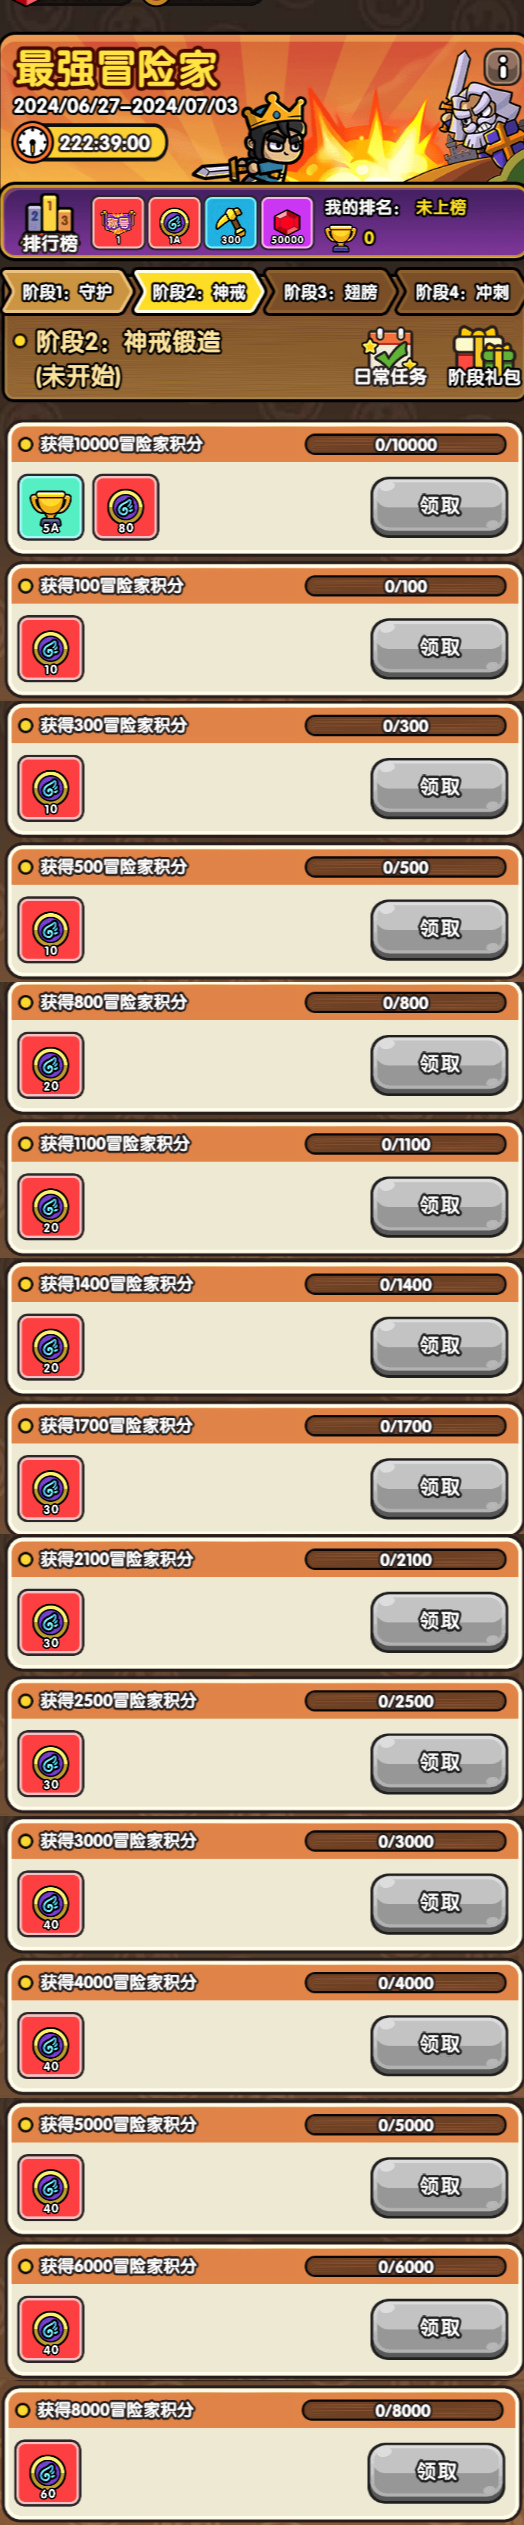 最强冒险家
2024/06/27-2024/07/03
222:39:00
排行榜
称号
1
1A
300
50000
我的排名： 未上榜
0
阶段1：守护
阶段2：神戒
阶段3：翅膀
阶段4：冲刺
阶段2：神戒锻造
(未开始)
日常任务
阶段礼包
获得10000冒险家积分
0/10000
5A
80
领取
获得100冒险家积分
0/100
10
领取
获得300冒险家积分
0/300
10
领取
获得500冒险家积分
0/500
10
领取
获得800冒险家积分
0/800
20
领取
获得1100冒险家积分
0/1100
20
领取
获得1400冒险家积分
0/1400
20
领取
获得1700冒险家积分
0/1700
30
领取
获得2100冒险家积分
0/2100
30
领取
获得2500冒险家积分
0/2500
30
领取
获得3000冒险家积分
0/3000
40
领取
获得4000冒险家积分
0/4000
40
领取
获得5000冒险家积分
0/5000
40
领取
获得6000冒险家积分
0/6000
40
领取
获得8000冒险家积分
0/8000
60
领取